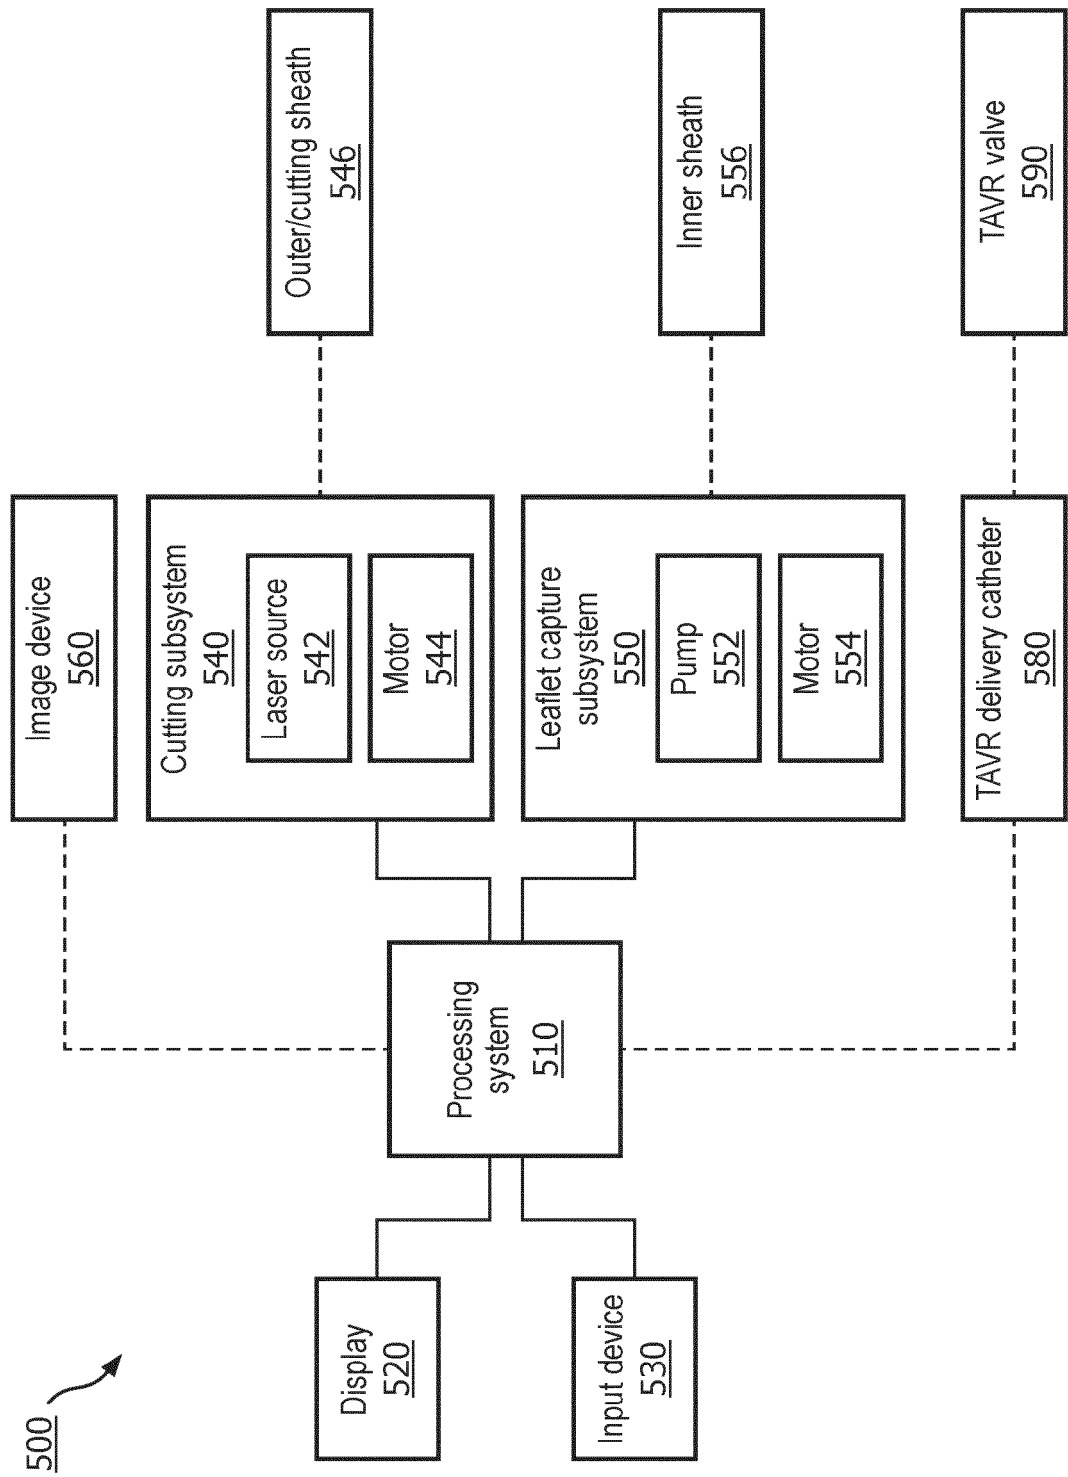 500
Display
520
Input device
530
Processing
system
510
Image device
560
Cutting subsystem
540
Laser source
542
Motor
544
Leaflet capture
subsystem
550
Pump
552
Motor
554
TAVR delivery catheter
580
Outer/cutting sheath
546
Inner sheath
556
TAVR valve
590